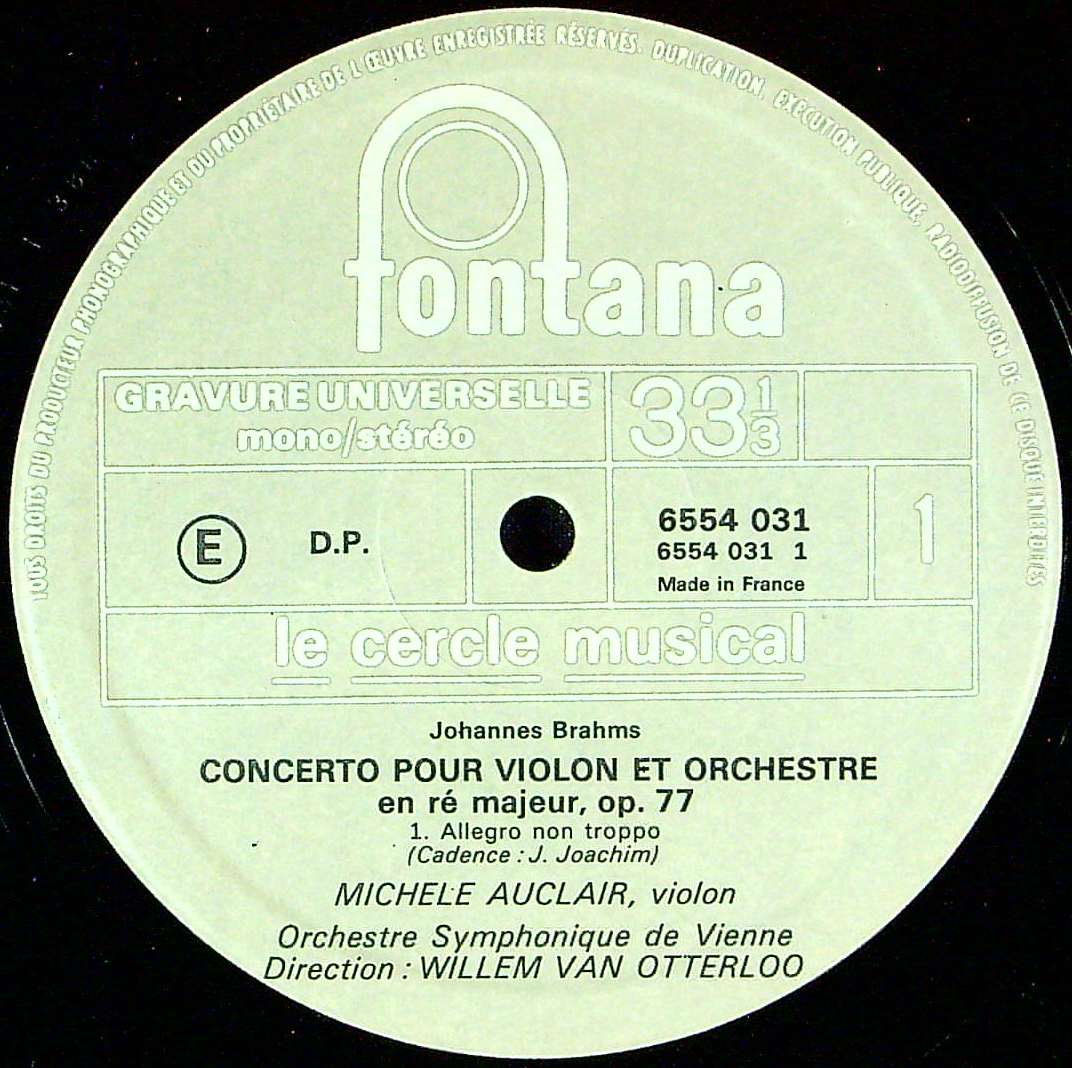 TOUS DROITS DU PRODUCTEUR PHONOGRAPHIQUE ET DU PROPRIÉTAIRE DE L'ŒUVRE ENREGISTRÉE RÉSERVÉS. DUPLICATION, EXÉCUTION PUBLIQUE, RADIODIFFUSION DE CE DISQUE INTERDITES
fontana
GRAVURE UNIVERSELLE
mono/stéréo
33 1/3
E
D.P.
6554 031
6554 031 1
Made in France
1
le cercle musical
Johannes Brahms
CONCERTO POUR VIOLON ET ORCHESTRE
en ré majeur, op. 77
1. Allegro non troppo
(Cadence : J. Joachim)
MICHELE AUCLAIR, violon
Orchestre Symphonique de Vienne
Direction : WILLEM VAN OTTERLOO